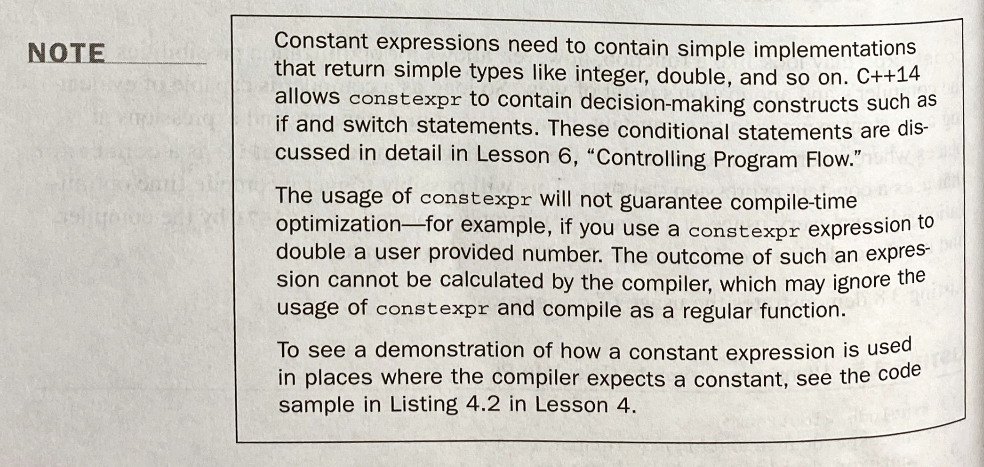 NOTE
Constant expressions need to contain simple implementations
that return simple types like integer, double, and so on. C++14
allows constexpr to contain decision-making constructs such as
if and switch statements. These conditional statements are dis-
cussed in detail in Lesson 6, “Controlling Program Flow.”
The usage of constexpr will not guarantee compile-time
optimization—for example, if you use a constexpr expression to
double a user provided number. The outcome of such an expres-
sion cannot be calculated by the compiler, which may ignore the
usage of constexpr and compile as a regular function.
To see a demonstration of how a constant expression is used
in places where the compiler expects a constant, see the code
sample in Listing 4.2 in Lesson 4.